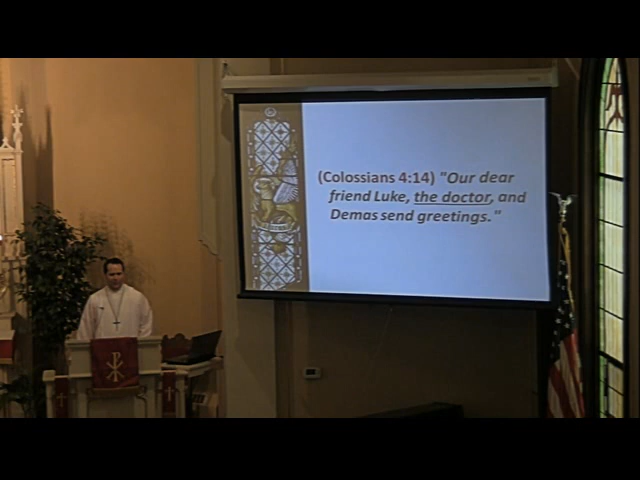 (Colossians 4:14) "Our dear
friend Luke, the doctor, and
Demas send greetings."